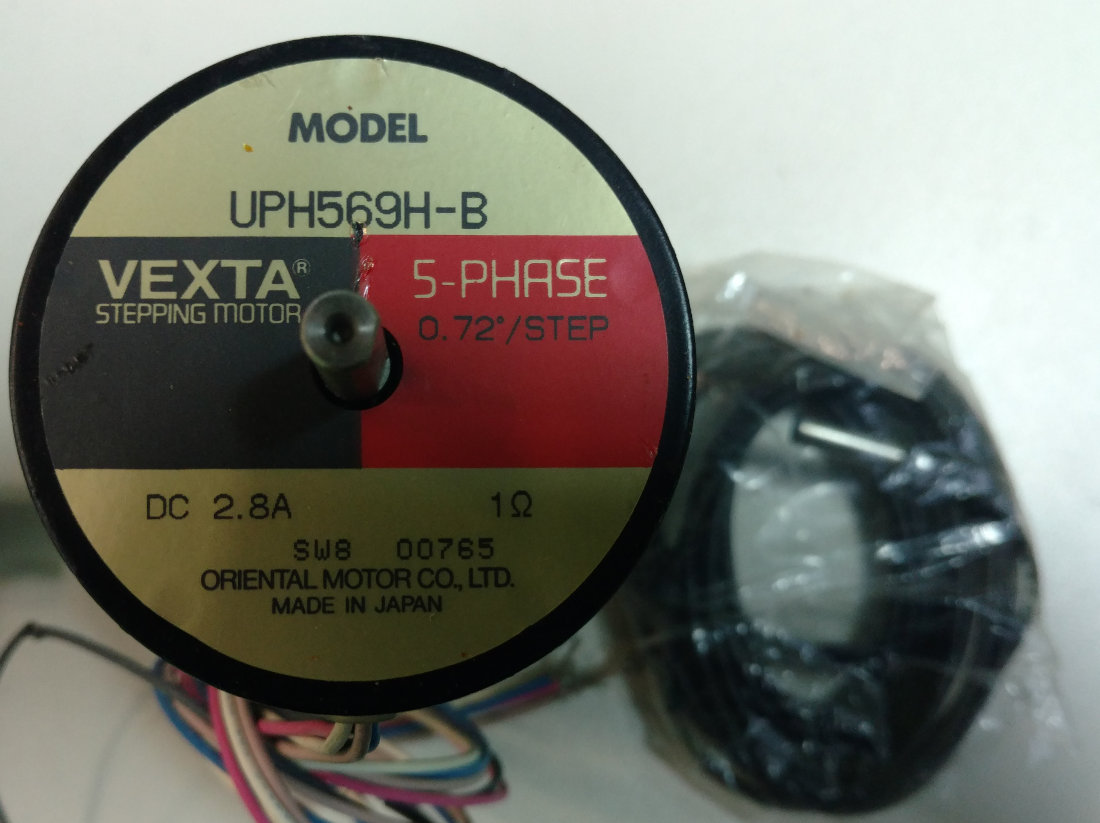 MODEL
UPH569H-B
VEXTA®
STEPPING MOTOR
5-PHASE
0.72°/STEP
DC 2.8A 1Ω
SW8 00765
ORIENTAL MOTOR CO., LTD.
MADE IN JAPAN